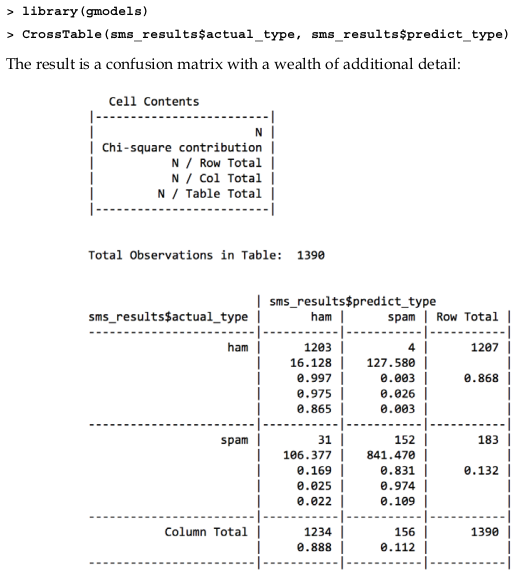 > library(gmodels)
> CrossTable(sms_results$actual_type, sms_results$predict_type)
The result is a confusion matrix with a wealth of additional detail:
Cell Contents
|-------------------------|
| N |
| Chi-square contribution |
| N / Row Total |
| N / Col Total |
| N / Table Total |
|-------------------------|
Total Observations in Table: 1390
| sms_results$predict_type
sms_results$actual_type | ham | spam | Row Total |
------------------------|-----------|-----------|-----------|
ham | 1203 | 4 | 1207 |
| 16.128 | 127.580 | |
| 0.997 | 0.003 | 0.868 |
| 0.975 | 0.026 | |
| 0.865 | 0.003 | |
------------------------|-----------|-----------|-----------|
spam | 31 | 152 | 183 |
| 106.377 | 841.470 | |
| 0.169 | 0.831 | 0.132 |
| 0.025 | 0.974 | |
| 0.022 | 0.109 | |
------------------------|-----------|-----------|-----------|
Column Total | 1234 | 156 | 1390 |
| 0.888 | 0.112 | |
------------------------|-----------|-----------|-----------|